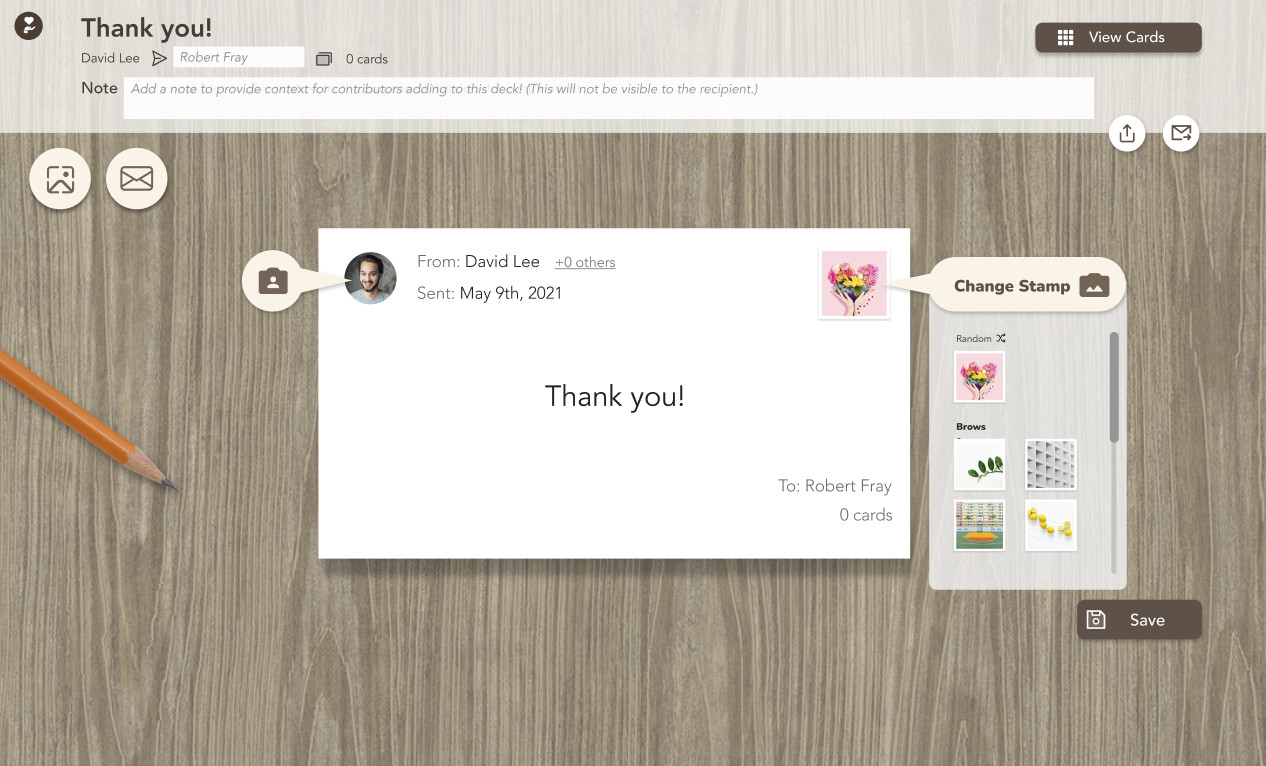 Thank you!
David Lee
Robert Fray
0 cards
View Cards
Note
Add a note to provide context for contributors adding to this deck! (This will not be visible to the recipient.)
From: David Lee +0 others
Sent: May 9th, 2021
Thank you!
To: Robert Fray
0 cards
Change Stamp
Random
Brows
Save